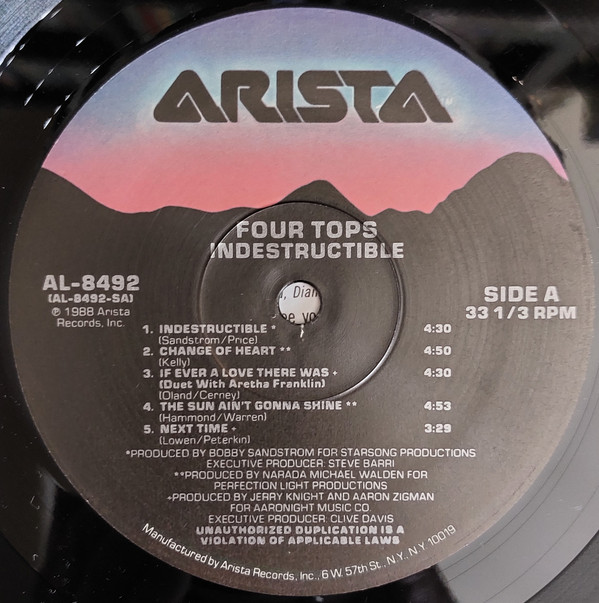 ARISTA
FOUR TOPS
INDESTRUCTIBLE
AL-8492
(AL-8492-SA)
℗ 1988 Arista
Records, Inc.
SIDE A
33 1/3 RPM
, Dian
ee yo
1. INDESTRUCTIBLE * 4:30
(Sandstrom/Price)
2. CHANGE OF HEART ** 4:50
(Kelly)
3. IF EVER A LOVE THERE WAS + 4:30
(Duet With Aretha Franklin)
(Oland/Cerney)
4. THE SUN AIN'T GONNA SHINE ** 4:53
(Hammond/Warren)
5. NEXT TIME + 3:29
(Lowen/Peterkin)
*PRODUCED BY BOBBY SANDSTROM FOR STARSONG PRODUCTIONS
EXECUTIVE PRODUCER: STEVE BARRI
**PRODUCED BY NARADA MICHAEL WALDEN FOR
PERFECTION LIGHT PRODUCTIONS
+PRODUCED BY JERRY KNIGHT AND AARON ZIGMAN
FOR AARONIGHT MUSIC CO.
EXECUTIVE PRODUCER: CLIVE DAVIS
UNAUTHORIZED DUPLICATION IS A
VIOLATION OF APPLICABLE LAWS
Manufactured by Arista Records, Inc., 6 W. 57th St., N.Y., N.Y. 10019